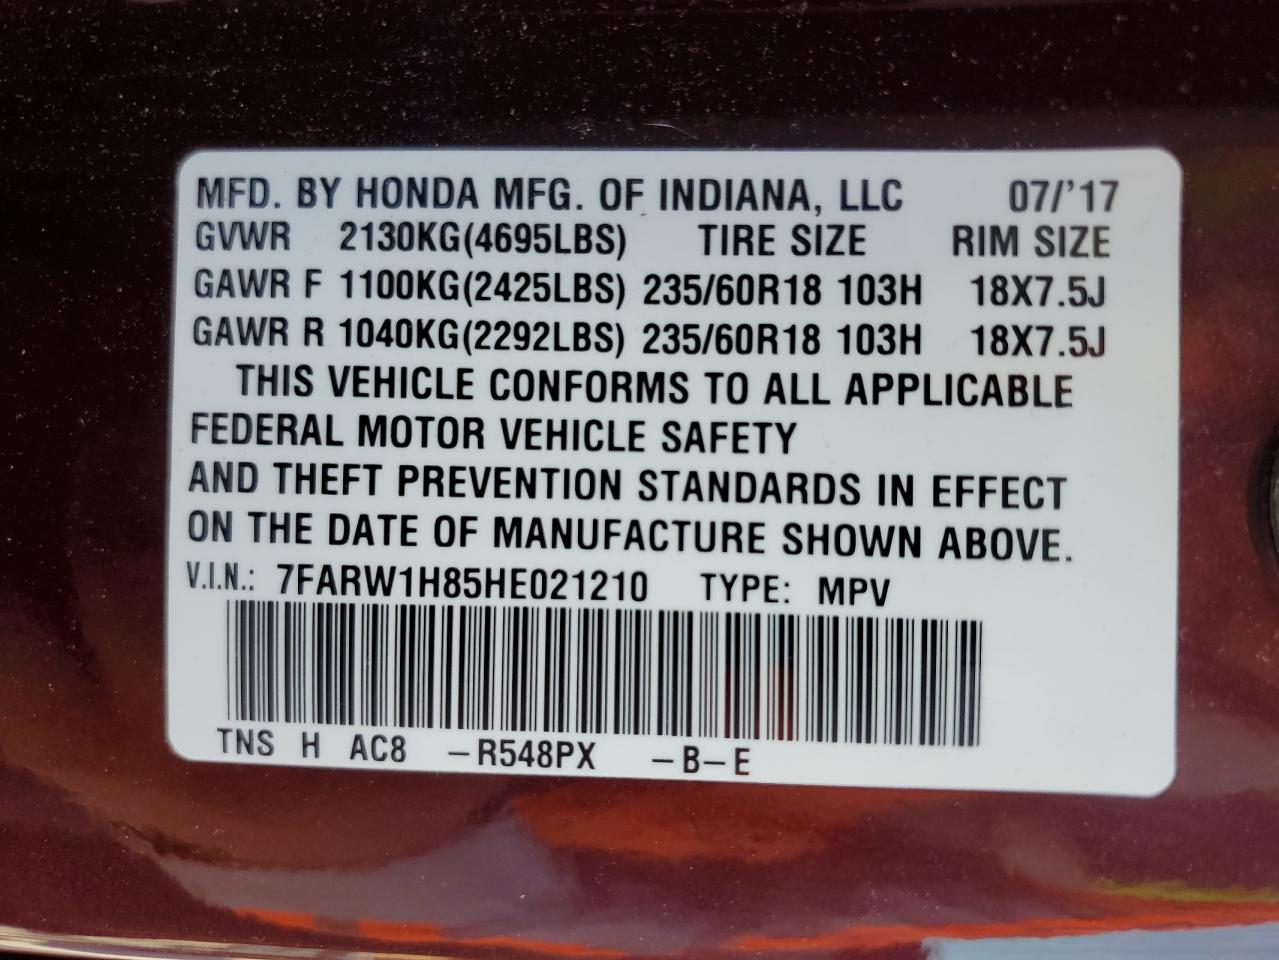 MFD. BY HONDA MFG. OF INDIANA, LLC 07/'17
GVWR 2130KG(4695LBS) TIRE SIZE RIM SIZE
GAWR F 1100KG(2425LBS) 235/60R18 103H 18X7.5J
GAWR R 1040KG(2292LBS) 235/60R18 103H 18X7.5J
THIS VEHICLE CONFORMS TO ALL APPLICABLE
FEDERAL MOTOR VEHICLE SAFETY
AND THEFT PREVENTION STANDARDS IN EFFECT
ON THE DATE OF MANUFACTURE SHOWN ABOVE.
V.I.N.: 7FARW1H85HE021210 TYPE: MPV
TNS H AC8 –R548PX –B–E